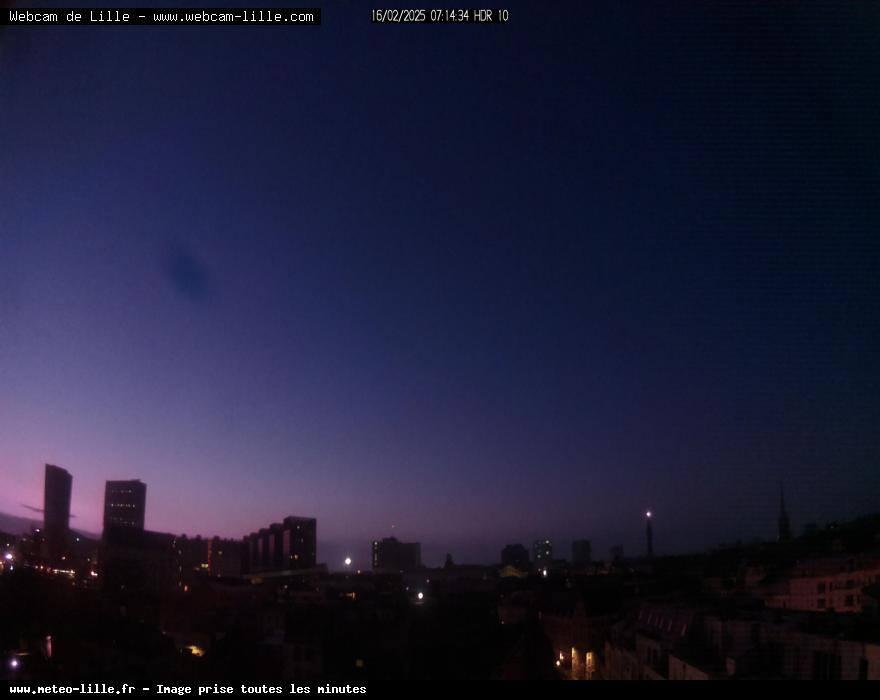 Webcam de Lille - www.webcam-lille.com
16/02/2025 07:14:34 HDR 10
www.meteo-lille.fr - Image prise toutes les minutes